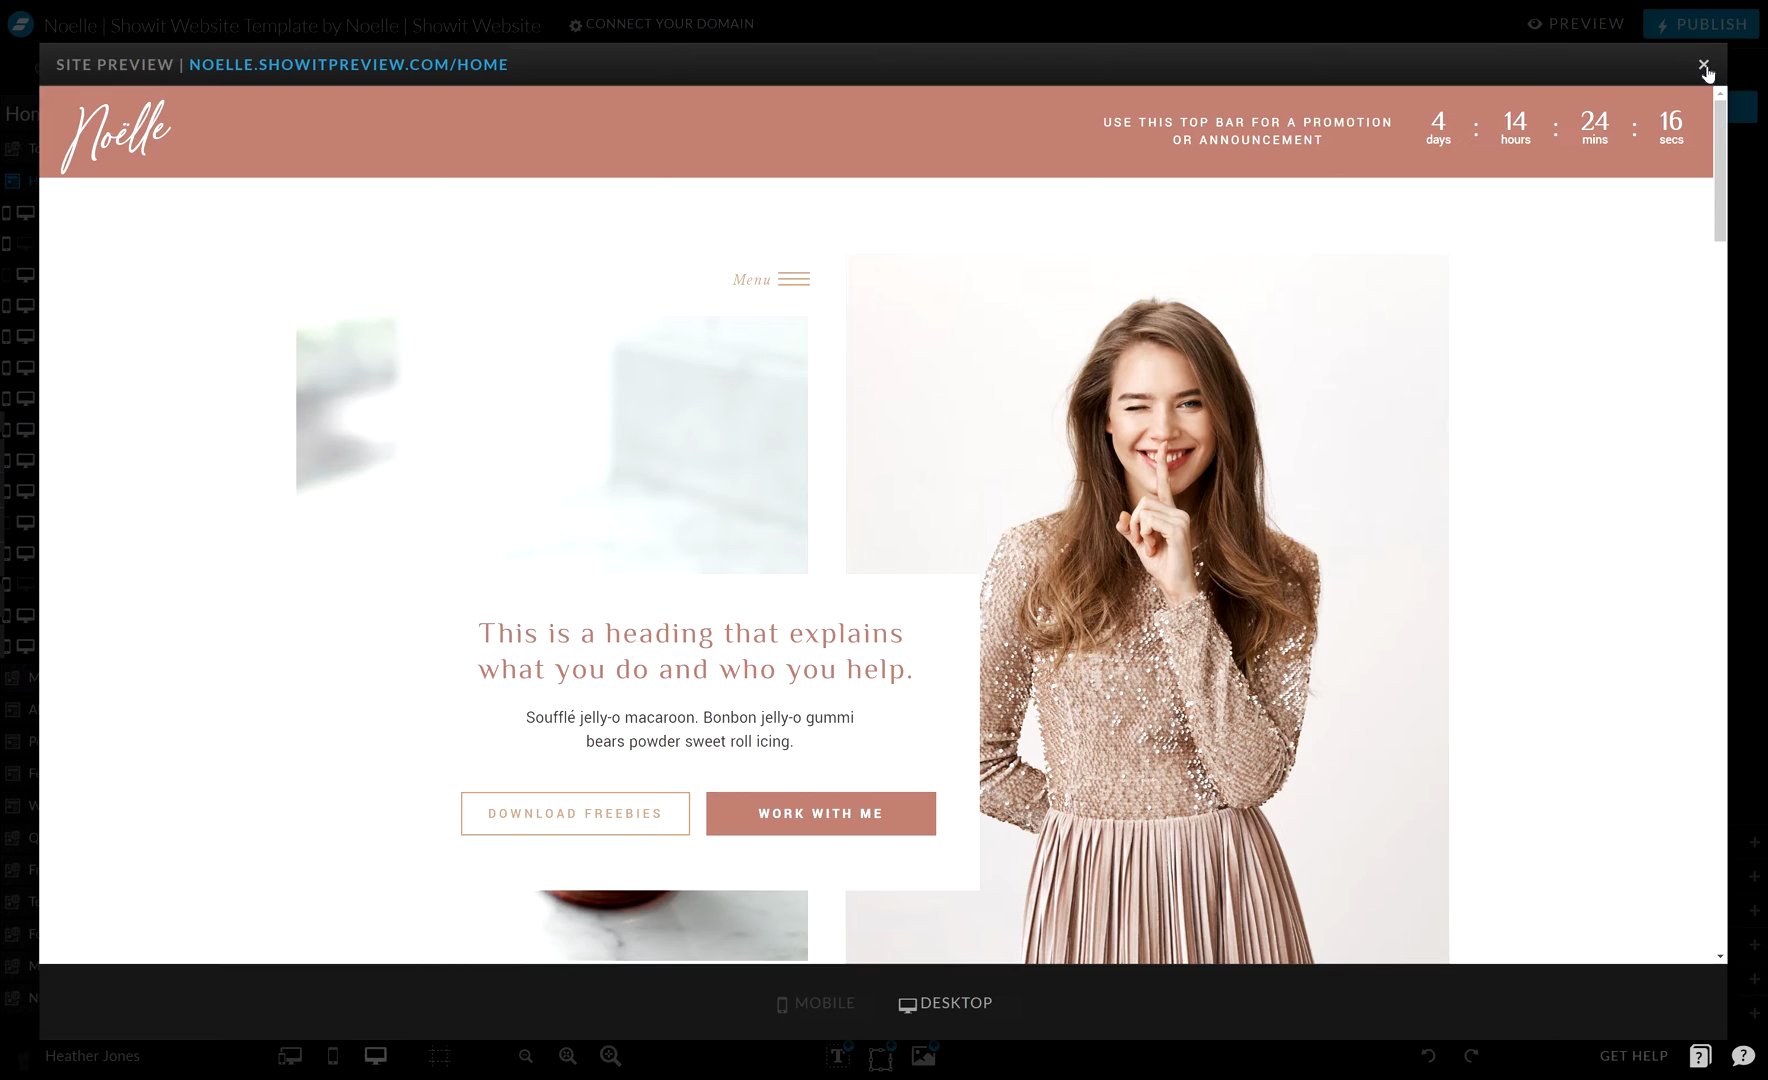 Noelle | Showit Website Template by Noelle | Showit Website
CONNECT YOUR DOMAIN
PREVIEW
PUBLISH
SITE PREVIEW | NOELLE.SHOWITPREVIEW.COM/HOME
Noëlle
USE THIS TOP BAR FOR A PROMOTION
OR ANNOUNCEMENT
4 : 14 : 24 : 16
days hours mins secs
Menu
This is a heading that explains
what you do and who you help.
Soufflé jelly-o macaroon. Bonbon jelly-o gummi
bears powder sweet roll icing.
DOWNLOAD FREEBIES
WORK WITH ME
MOBILE
DESKTOP
Heather Jones
T
GET HELP
?
?